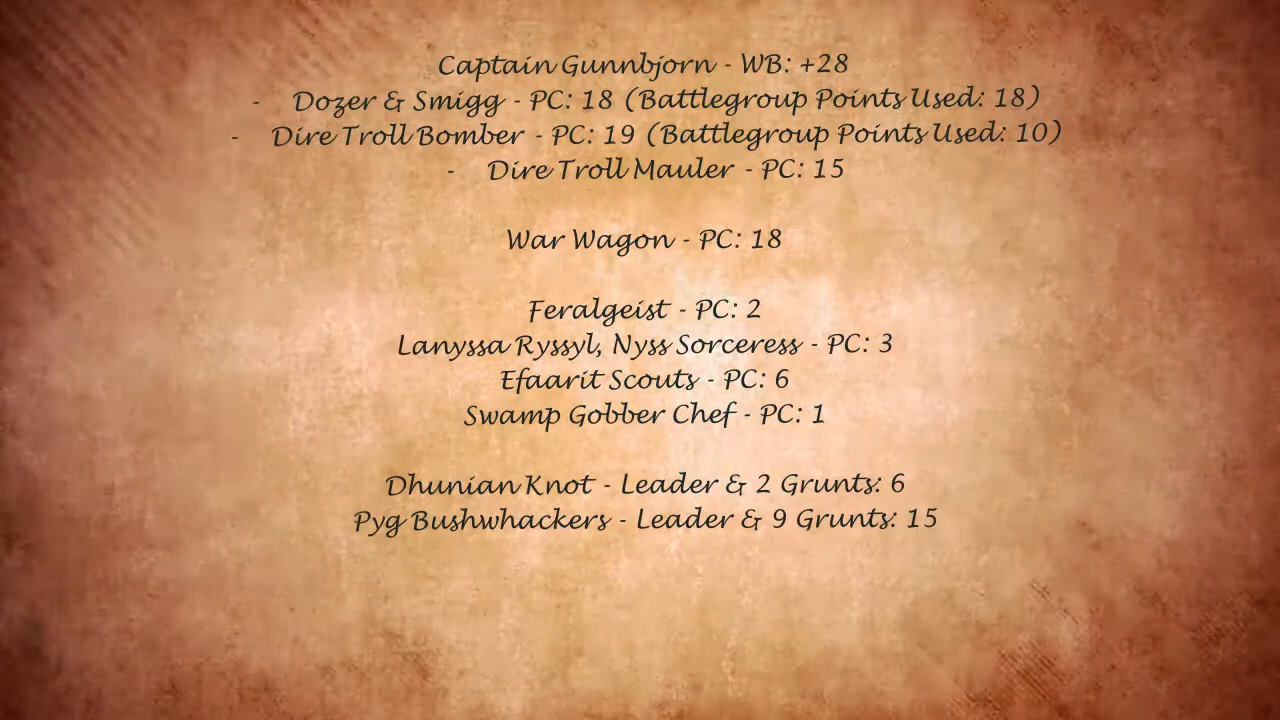 Captain Gunnbjorn - WB: +28
- Dozer & Smigg - PC: 18 (Battlegroup Points Used: 18)
- Dire Troll Bomber - PC: 19 (Battlegroup Points Used: 10)
- Dire Troll Mauler - PC: 15
War Wagon - PC: 18
Feralgeist - PC: 2
Lanyssa Ryssyl, Nyss Sorceress - PC: 3
Efaarit Scouts - PC: 6
Swamp Gobber Chef - PC: 1
Dhunian Knot - Leader & 2 Grunts: 6
Pyg Bushwhackers - Leader & 9 Grunts: 15